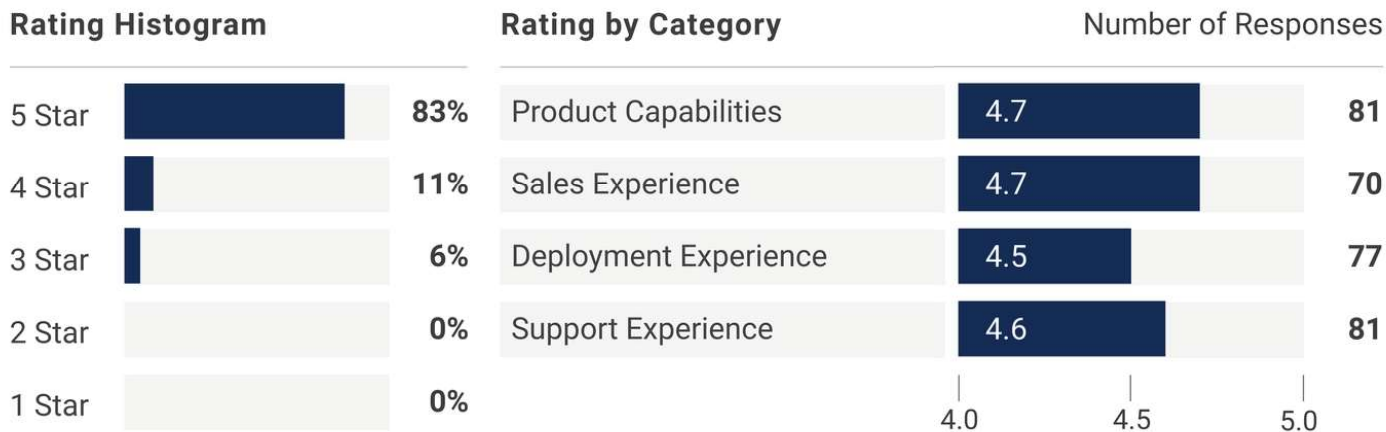 Rating Histogram
5 Star 83%
4 Star 11%
3 Star 6%
2 Star 0%
1 Star 0%
Rating by Category Number of Responses
Product Capabilities 4.7 81
Sales Experience 4.7 70
Deployment Experience 4.5 77
Support Experience 4.6 81
4.0 4.5 5.0